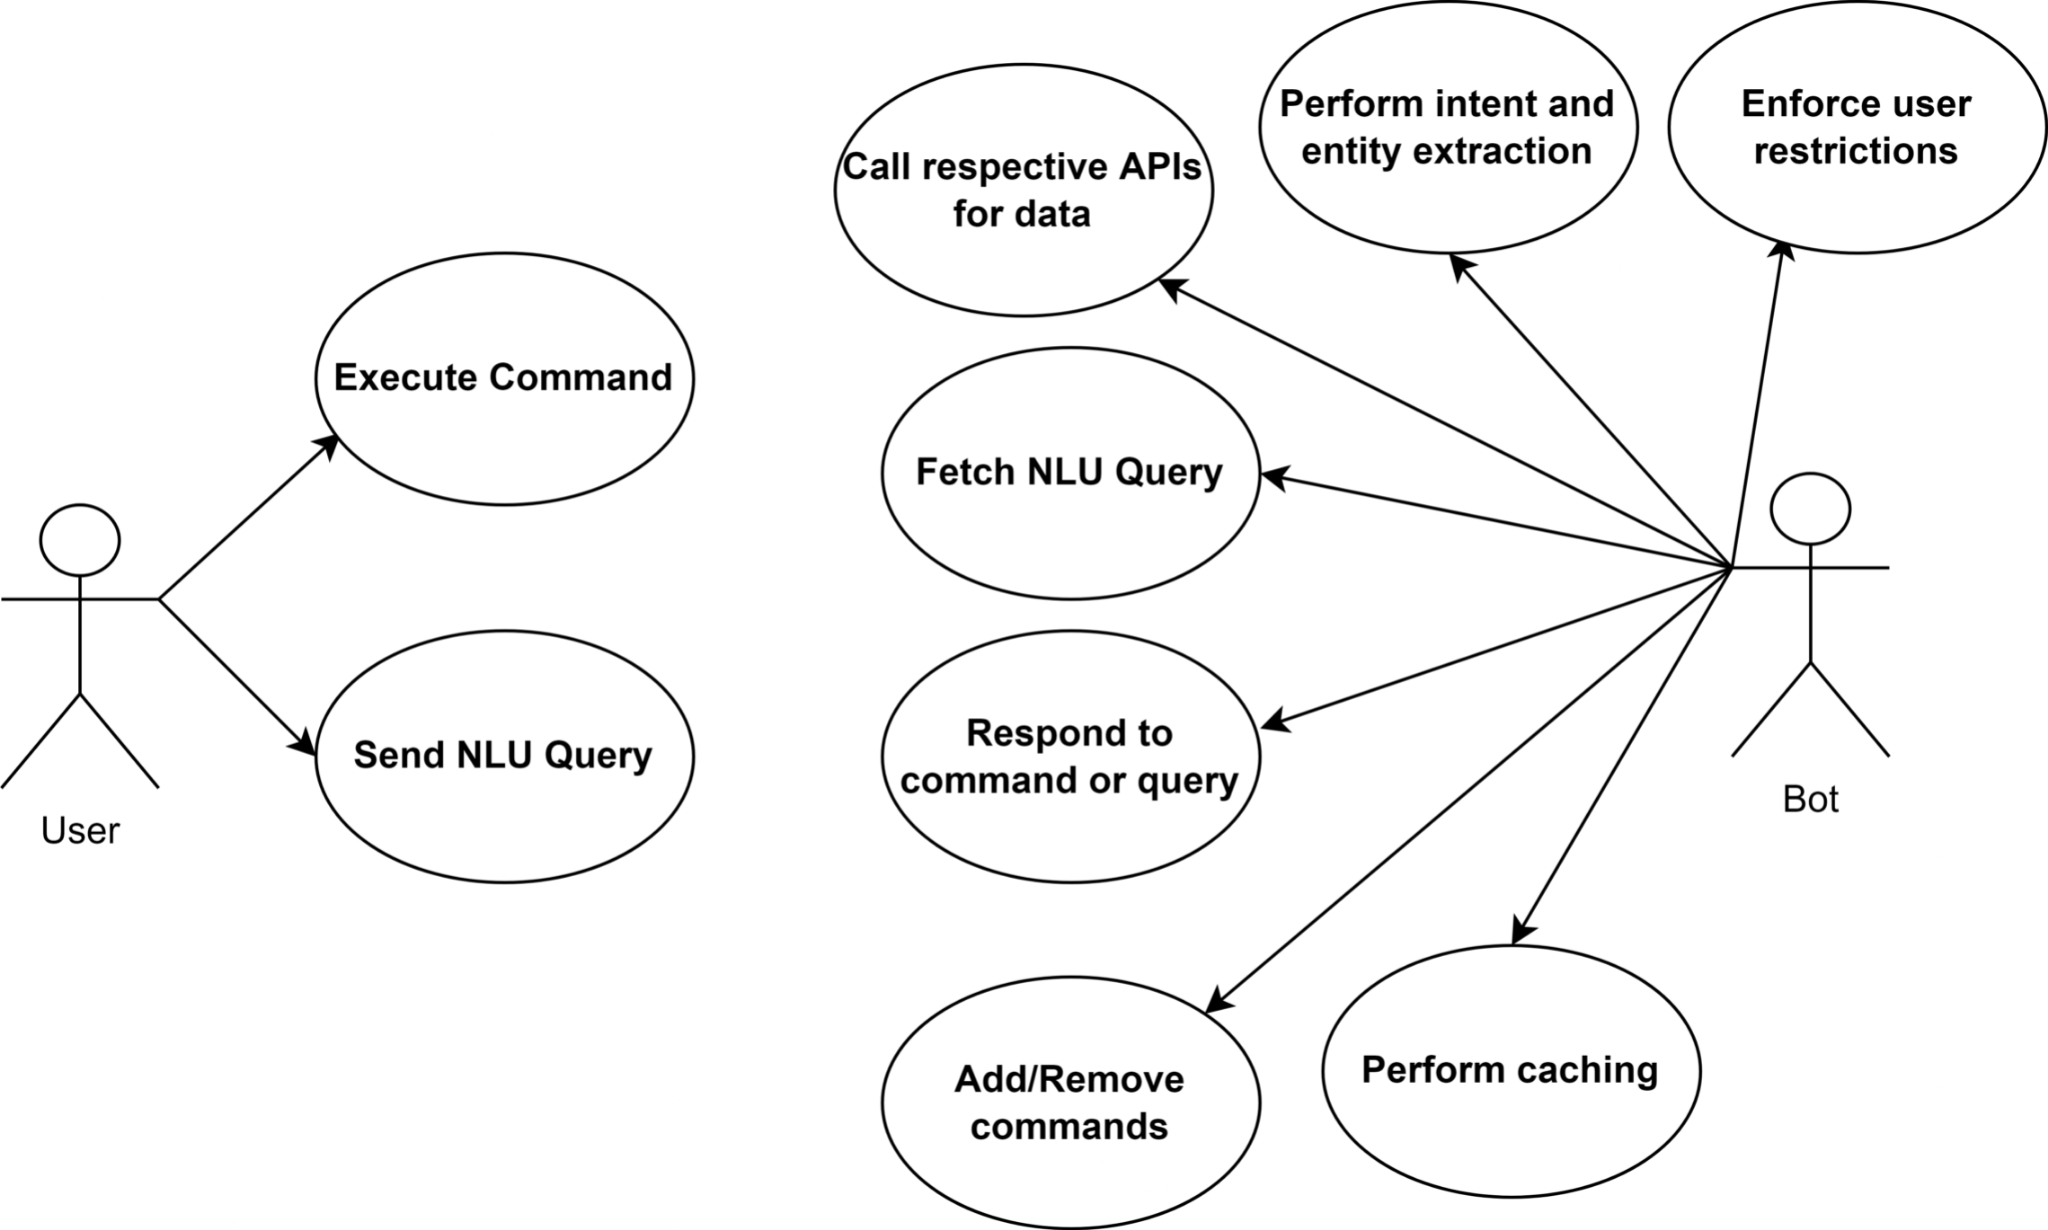 Perform intent and
entity extraction
Enforce user
restrictions
Call respective APIs
for data
Execute Command
Fetch NLU Query
Send NLU Query
Respond to
command or query
User
Bot
Add/Remove
commands
Perform caching